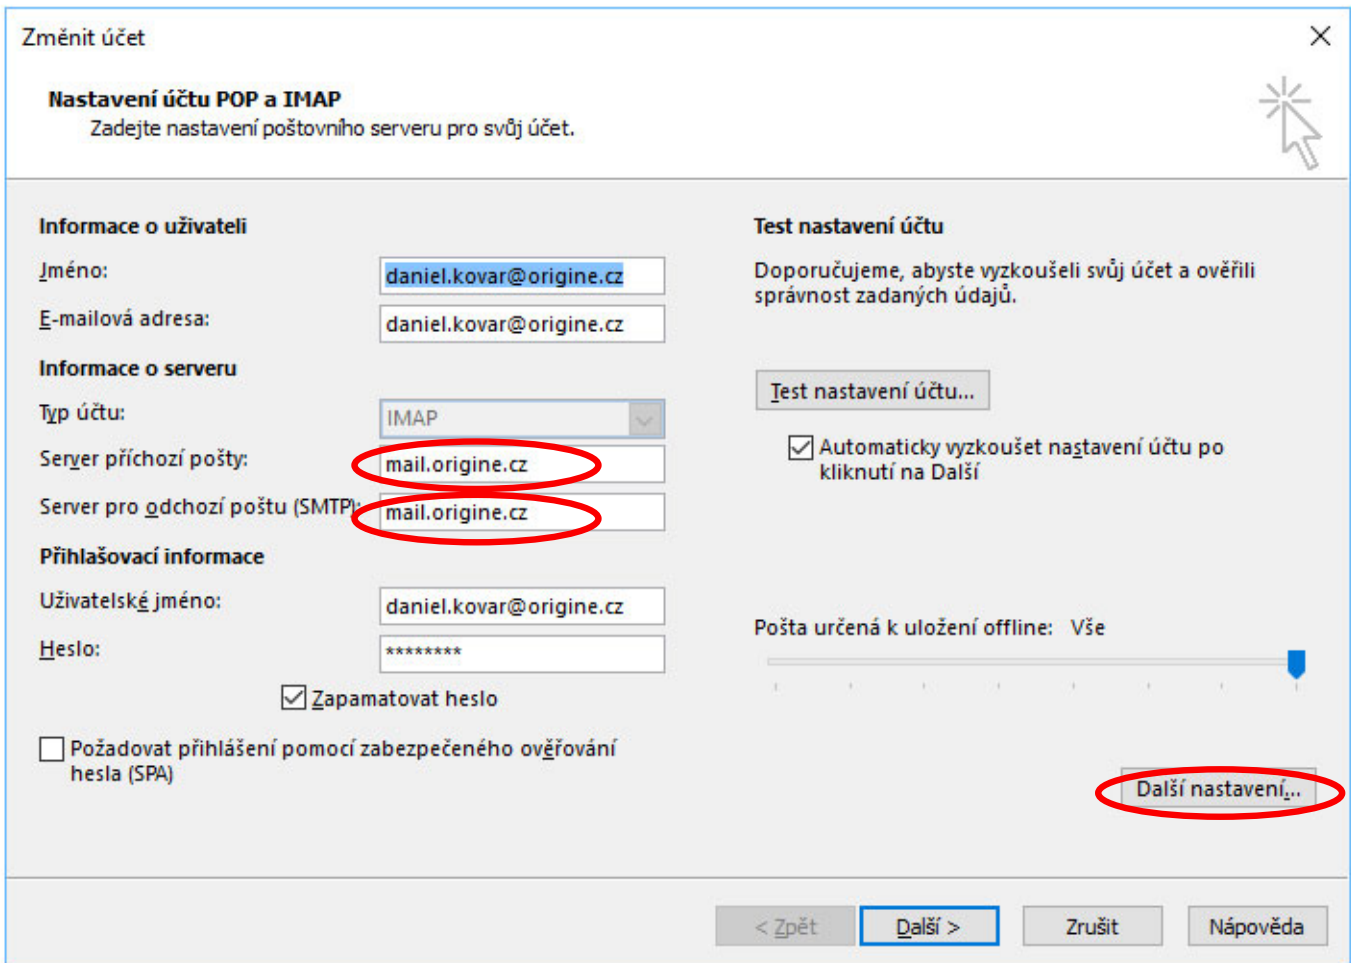 Změnit účet
Nastavení účtu POP a IMAP
Zadejte nastavení poštovního serveru pro svůj účet.
Informace o uživateli
Jméno:
daniel.kovar@origine.cz
E-mailová adresa:
daniel.kovar@origine.cz
Informace o serveru
Typ účtu:
IMAP
Server příchozí pošty:
mail.origine.cz
Server pro odchozí poštu (SMTP):
mail.origine.cz
Přihlašovací informace
Uživatelské jméno:
daniel.kovar@origine.cz
Heslo:
********
Zapamatovat heslo
Požadovat přihlášení pomocí zabezpečeného ověřování
hesla (SPA)
Test nastavení účtu
Doporučujeme, abyste vyzkoušeli svůj účet a ověřili
správnost zadaných údajů.
Test nastavení účtu...
Automaticky vyzkoušet nastavení účtu po
kliknutí na Další
Pošta určená k uložení offline: Vše
Další nastavení...
< Zpět
Další >
Zrušit
Nápověda